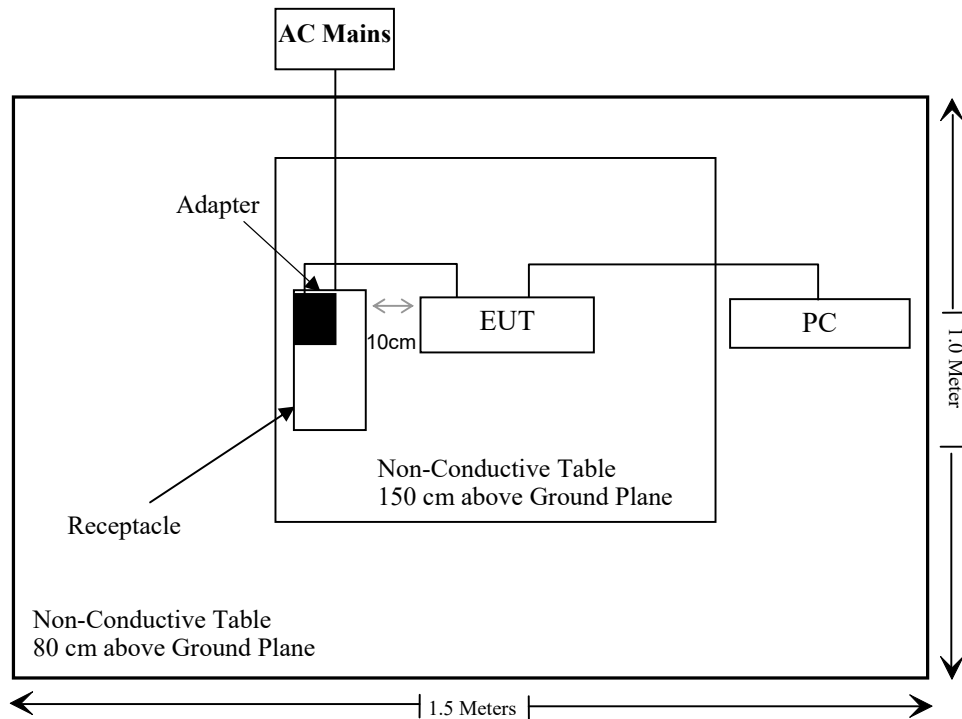 AC Mains
Adapter
EUT
PC
10cm
1.0 Meter
Non-Conductive Table
150 cm above Ground Plane
Receptacle
Non-Conductive Table
80 cm above Ground Plane
1.5 Meters